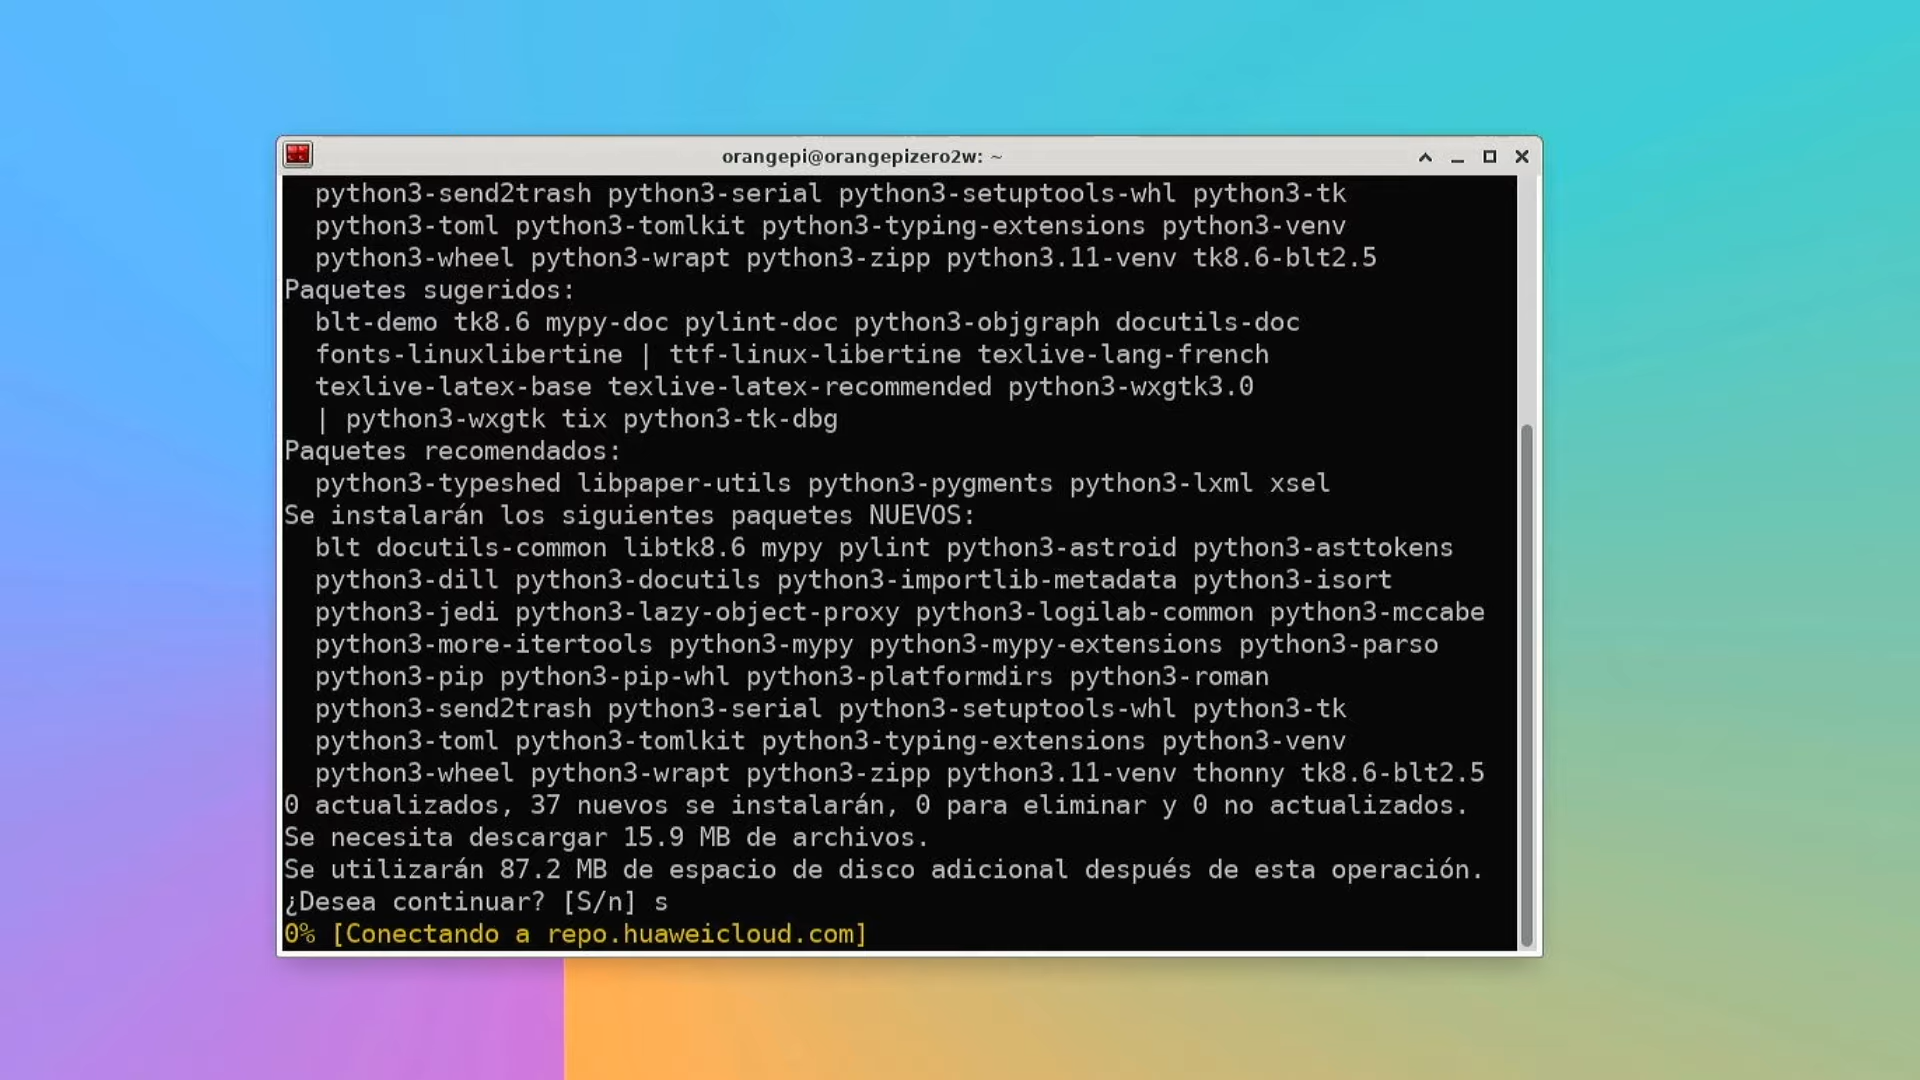 orangepi@orangepizero2w: ~
python3-send2trash python3-serial python3-setuptools-whl python3-tk
python3-toml python3-tomlkit python3-typing-extensions python3-venv
python3-wheel python3-wrapt python3-zipp python3.11-venv tk8.6-blt2.5
Paquetes sugeridos:
blt-demo tk8.6 mypy-doc pylint-doc python3-objgraph docutils-doc
fonts-linuxlibertine | ttf-linux-libertine texlive-lang-french
texlive-latex-base texlive-latex-recommended python3-wxgtk3.0
| python3-wxgtk tix python3-tk-dbg
Paquetes recomendados:
python3-typeshed libpaper-utils python3-pygments python3-lxml xsel
Se instalarán los siguientes paquetes NUEVOS:
blt docutils-common libtk8.6 mypy pylint python3-astroid python3-asttokens
python3-dill python3-docutils python3-importlib-metadata python3-isort
python3-jedi python3-lazy-object-proxy python3-logilab-common python3-mccabe
python3-more-itertools python3-mypy python3-mypy-extensions python3-parso
python3-pip python3-pip-whl python3-platformdirs python3-roman
python3-send2trash python3-serial python3-setuptools-whl python3-tk
python3-toml python3-tomlkit python3-typing-extensions python3-venv
python3-wheel python3-wrapt python3-zipp python3.11-venv thonny tk8.6-blt2.5
0 actualizados, 37 nuevos se instalarán, 0 para eliminar y 0 no actualizados.
Se necesita descargar 15.9 MB de archivos.
Se utilizarán 87.2 MB de espacio de disco adicional después de esta operación.
¿Desea continuar? [S/n] s
0% [Conectando a repo.huaweicloud.com]